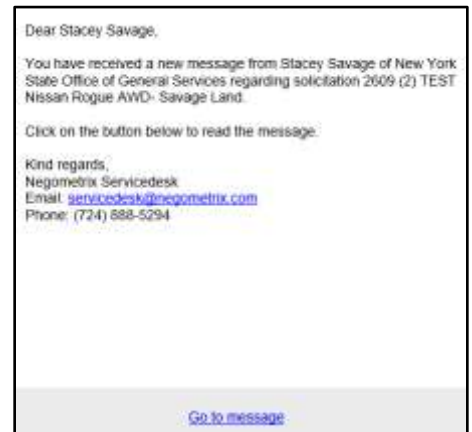 Dear Stacey Savage,
You have received a new message from Stacey Savage of New York
State Office of General Services regarding solicitation 2609 (2) TEST
Nissan Rogue AWD- Savage Land.
Click on the button below to read the message.
Kind regards,
Negometrix Servicedesk
Email: servicedesk@negometrix.com
Phone: (724) 888-5294
Go to message